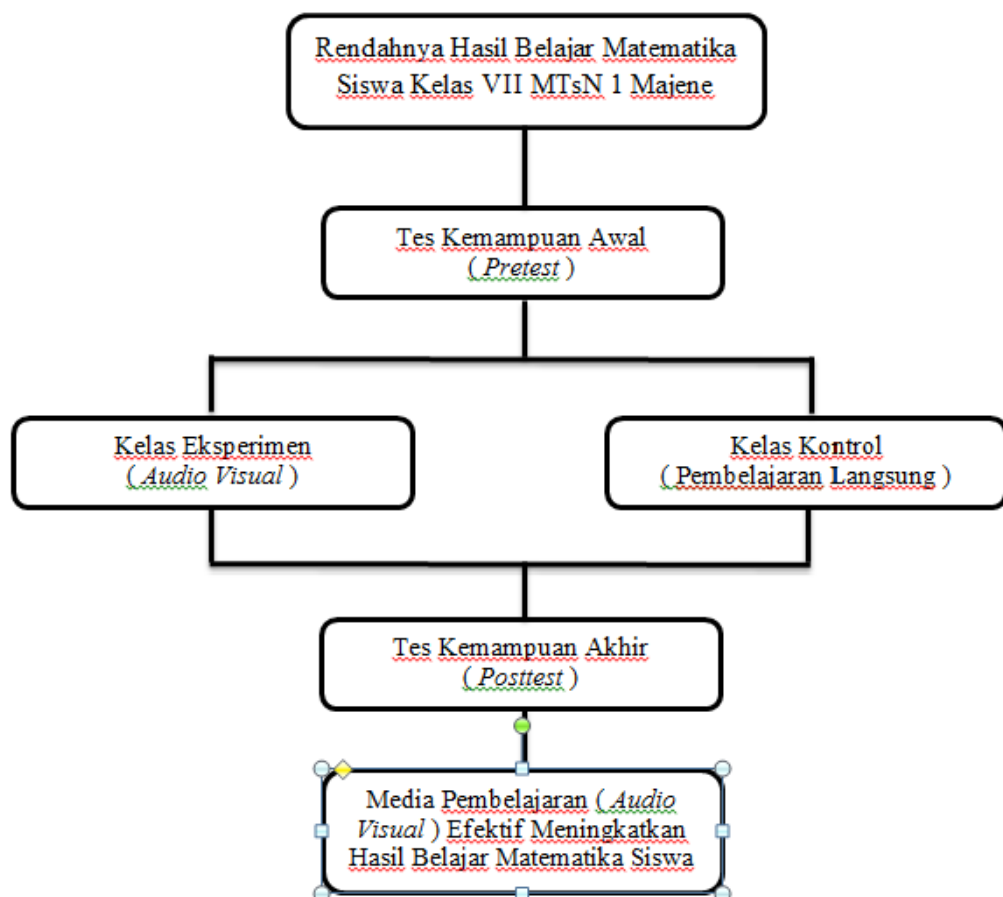 Rendahnya Hasil Belajar Matematika
Siswa Kelas VII MTsN 1 Majene
Tes Kemampuan Awal
( Pretest )
Kelas Eksperimen
( Audio Visual )
Kelas Kontrol
( Pembelajaran Langsung )
Tes Kemampuan Akhir
( Posttest )
Media Pembelajaran ( Audio
Visual ) Efektif Meningkatkan
Hasil Belajar Matematika Siswa